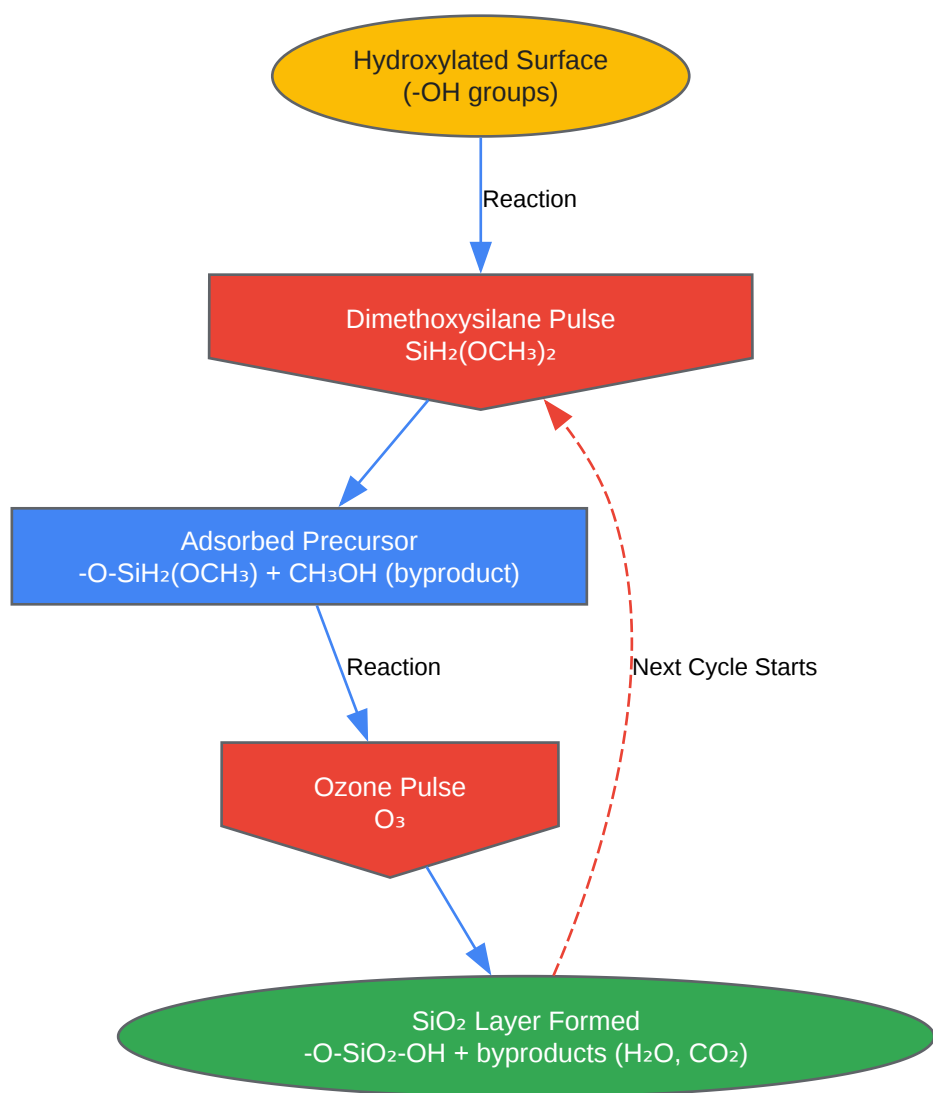 Hydroxylated Surface
(-OH groups)
Reaction
Dimethoxysilane Pulse
SiH₂(OCH₃)₂
Adsorbed Precursor
-O-SiH₂(OCH₃) + CH₃OH (byproduct)
Reaction
Next Cycle Starts
Ozone Pulse
O₃
SiO₂ Layer Formed
-O-SiO₂-OH + byproducts (H₂O, CO₂)